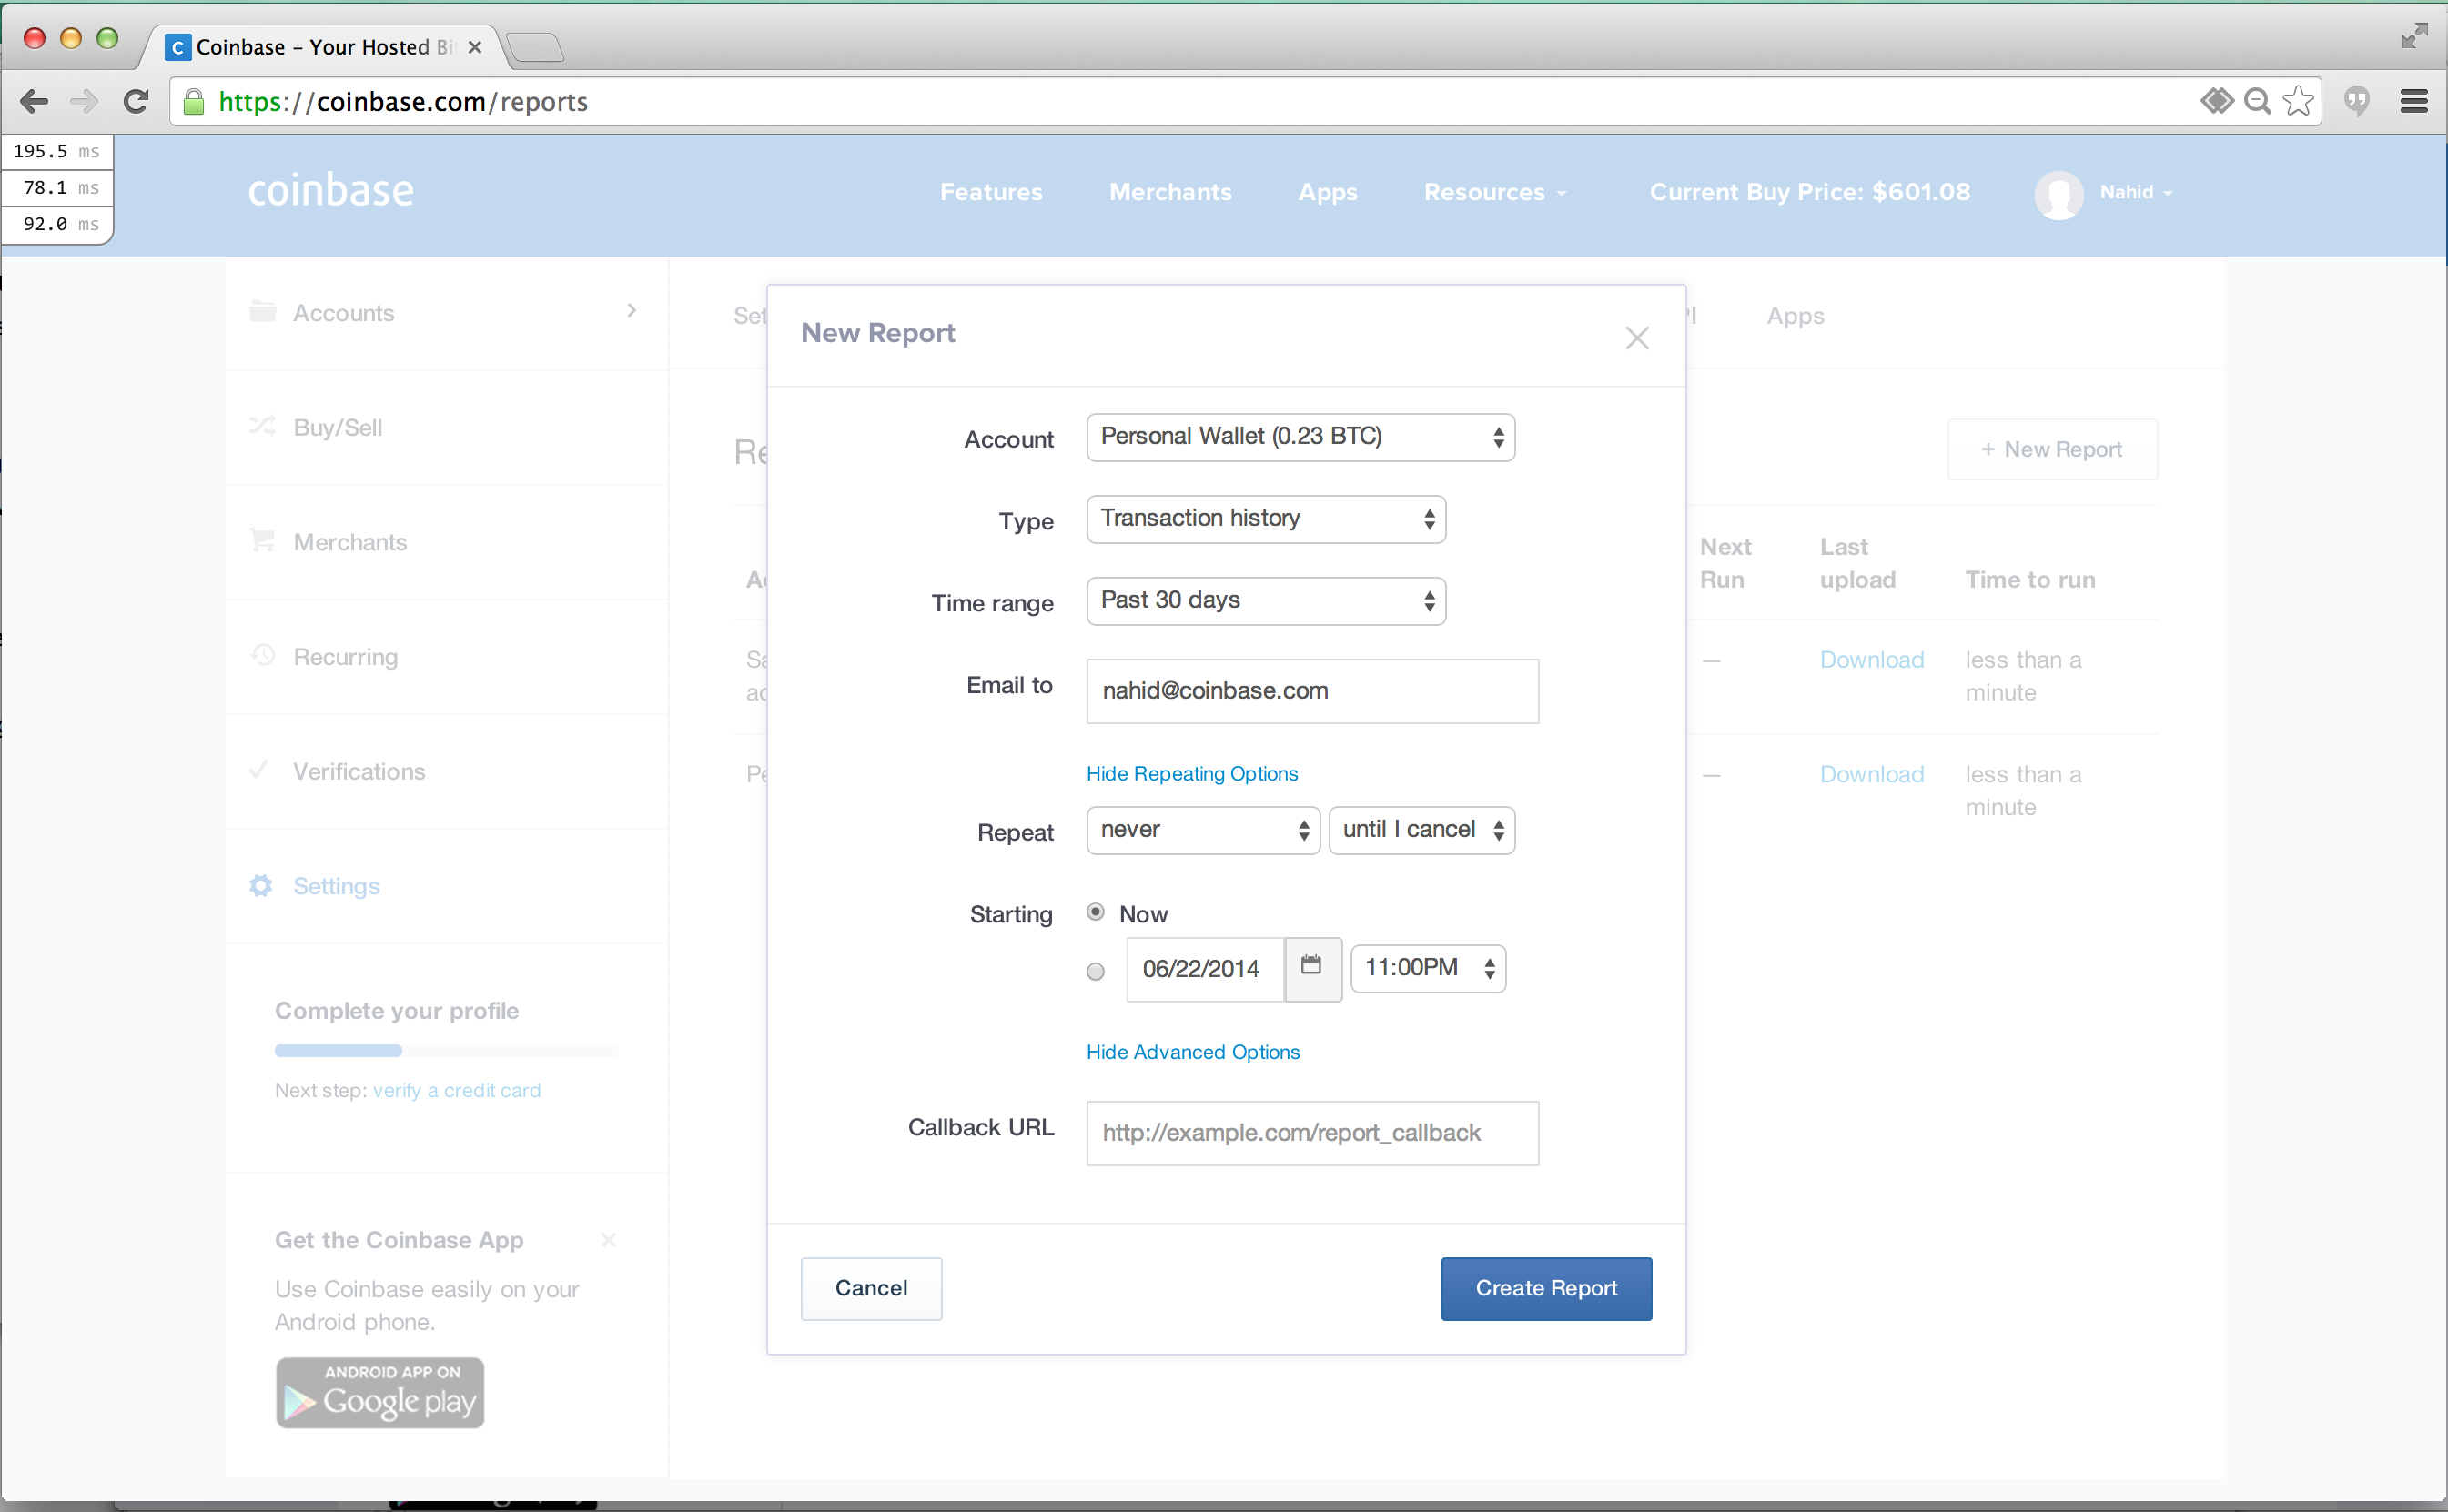 Coinbase – Your Hosted Bi
https://coinbase.com/reports
195.5 ms
78.1 ms
92.0 ms
coinbase
Features Merchants Apps Resources Current Buy Price: $601.08 Nahid
Accounts
Buy/Sell
Merchants
Recurring
Verifications
Settings
Complete your profile
Next step: verify a credit card
Get the Coinbase App
Use Coinbase easily on your
Android phone.
ANDROID APP ON
Google play
Apps
+ New Report
Next
Run
Last
upload
Time to run
— Download less than a
minute
— Download less than a
minute
New Report
Account Personal Wallet (0.23 BTC)
Type Transaction history
Time range Past 30 days
Email to nahid@coinbase.com
Hide Repeating Options
Repeat never until I cancel
Starting Now
06/22/2014 11:00PM
Hide Advanced Options
Callback URL http://example.com/report_callback
Cancel Create Report